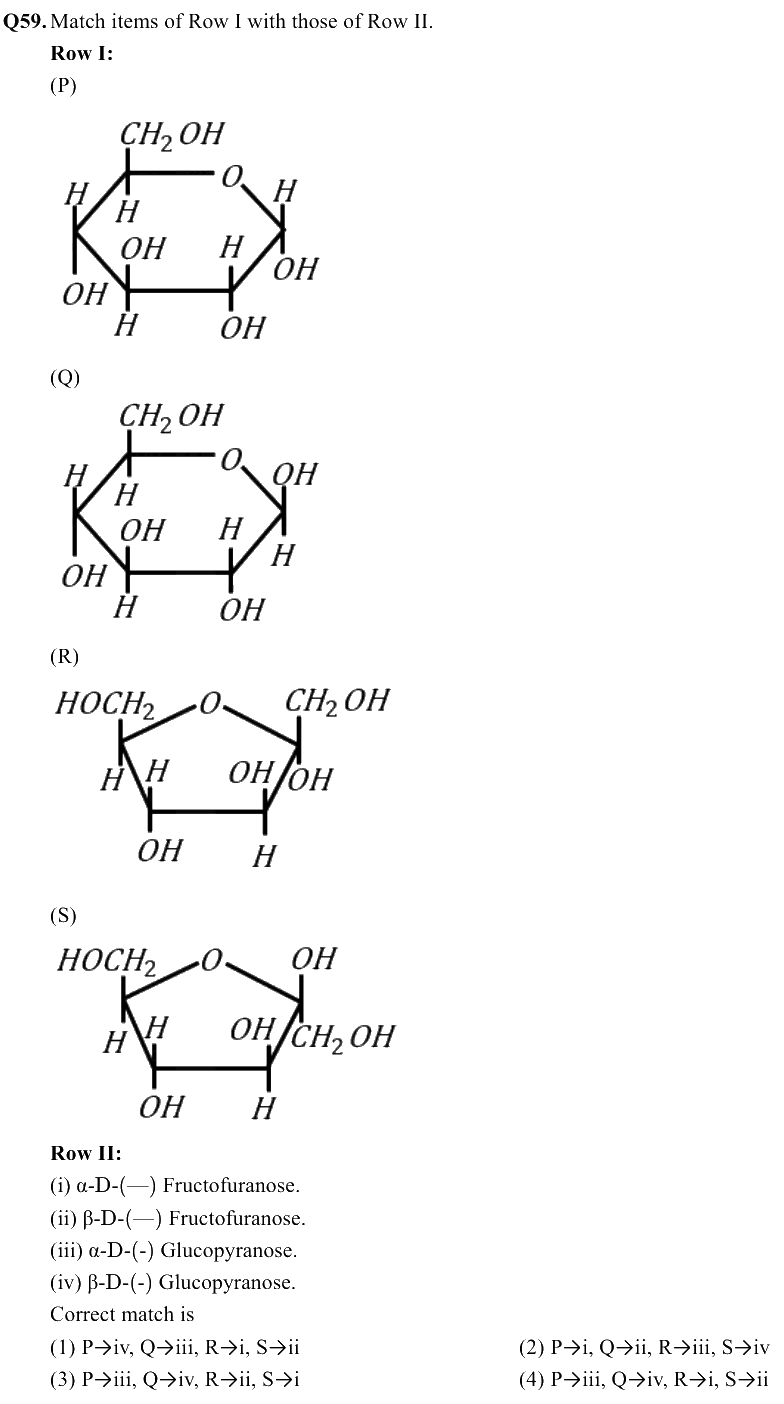 Q59. Match items of Row I with those of Row II.
Row I:
(P)
CH₂OH
H O H
H
OH H OH
OH
H OH
(Q)
CH₂OH
H O OH
H
OH H H
OH
H OH
(R)
HOCH₂ O CH₂OH
H H OH OH
OH H
(S)
HOCH₂ O OH
H H OH CH₂OH
OH H
Row II:
(i) α-D-(—) Fructofuranose.
(ii) β-D-(—) Fructofuranose.
(iii) α-D-(-) Glucopyranose.
(iv) β-D-(-) Glucopyranose.
Correct match is
(1) P→iv, Q→iii, R→i, S→ii (2) P→i, Q→ii, R→iii, S→iv
(3) P→iii, Q→iv, R→ii, S→i (4) P→iii, Q→iv, R→i, S→ii